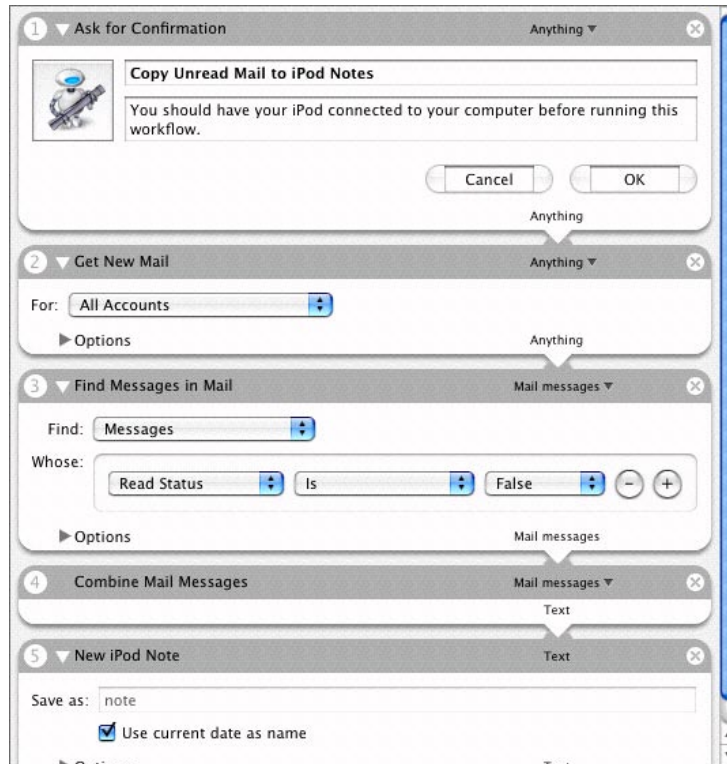 1 Ask for Confirmation Anything
Copy Unread Mail to iPod Notes
You should have your iPod connected to your computer before running this
workflow.
Cancel OK
Anything
2 Get New Mail Anything
For: All Accounts
Options Anything
3 Find Messages in Mail Mail messages
Find: Messages
Whose:
Read Status Is False
Options Mail messages
4 Combine Mail Messages Mail messages
Text
5 New iPod Note Text
Save as: note
Use current date as name
Options Text